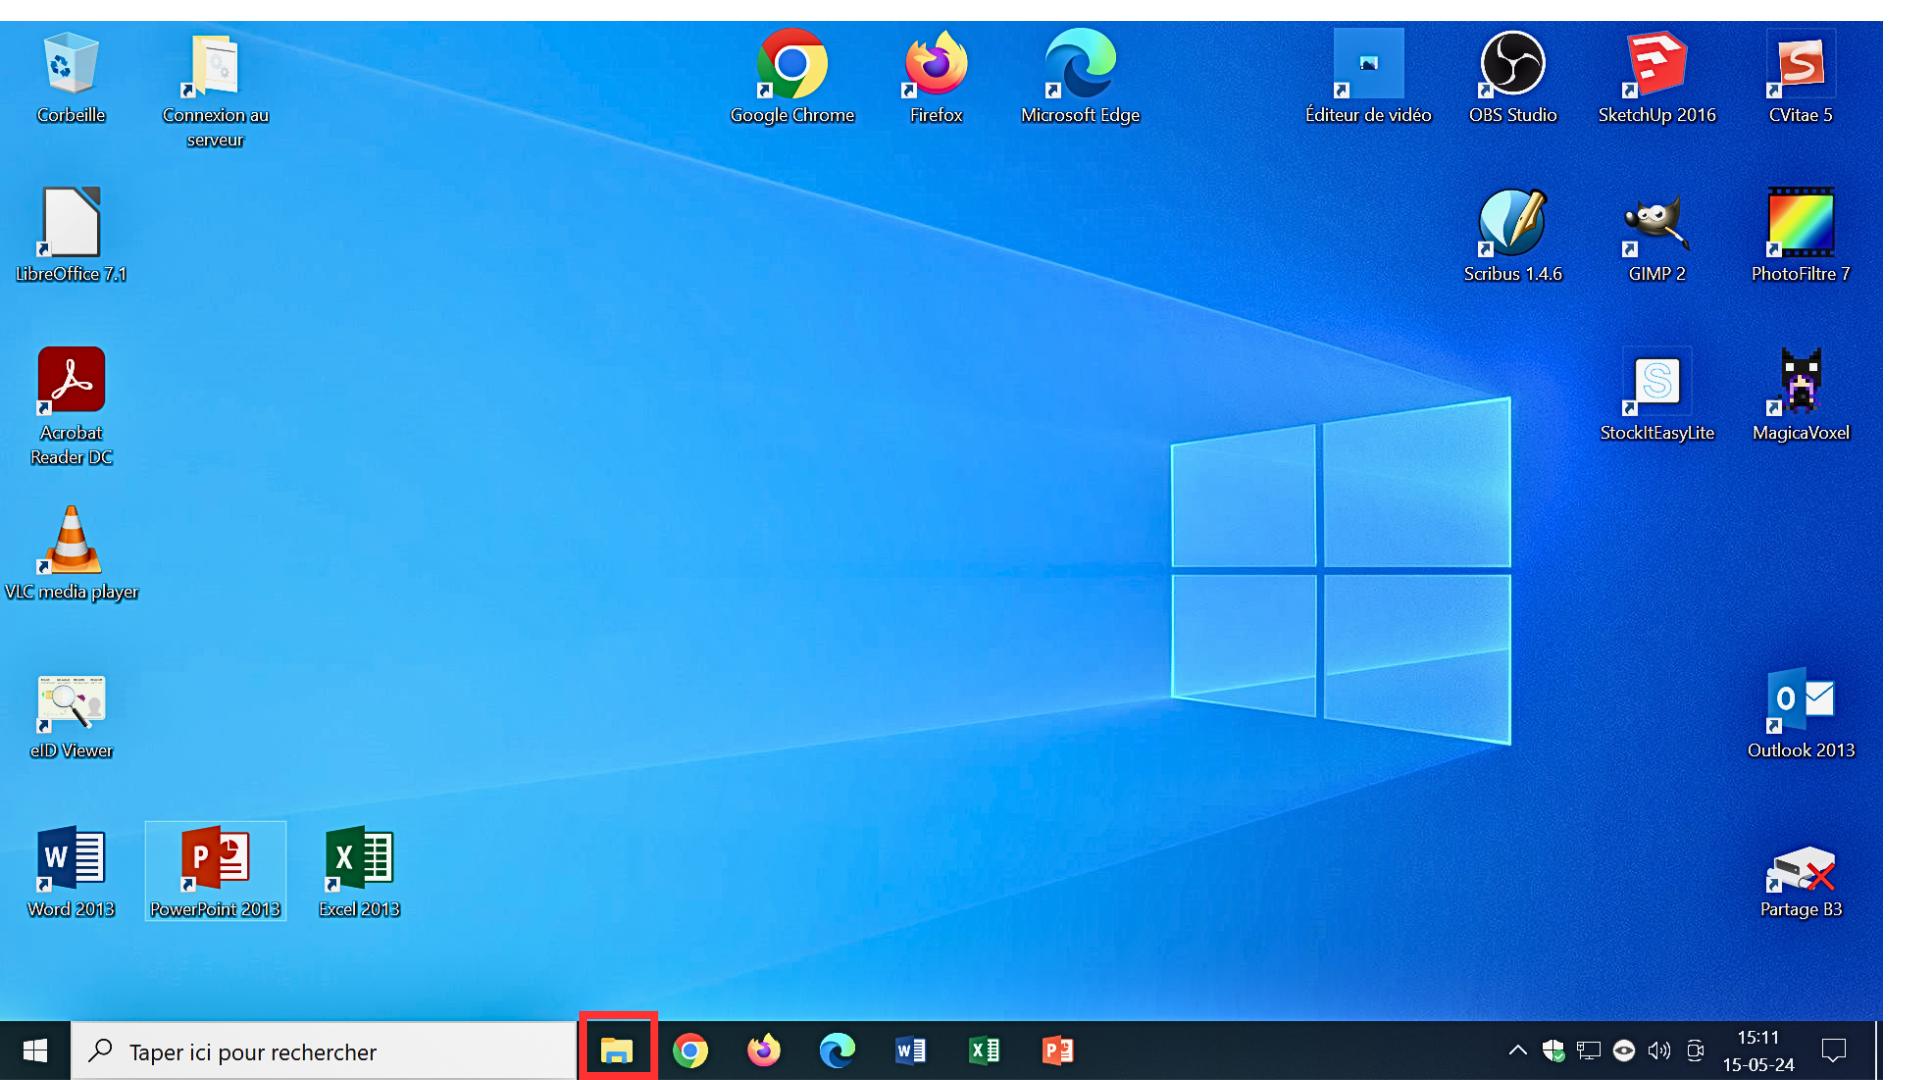 Corbeille
Connexion au
serveur
Google Chrome
Firefox
Microsoft Edge
Éditeur de vidéo
OBS Studio
SketchUp 2016
CVitae 5
LibreOffice 7.1
Scribus 1.4.6
GIMP 2
PhotoFiltre 7
Acrobat
Reader DC
StockItEasyLite
MagicaVoxel
VLC media player
eID Viewer
Outlook 2013
Word 2013
PowerPoint 2013
Excel 2013
Partage B3
Taper ici pour rechercher
15:11
15-05-24